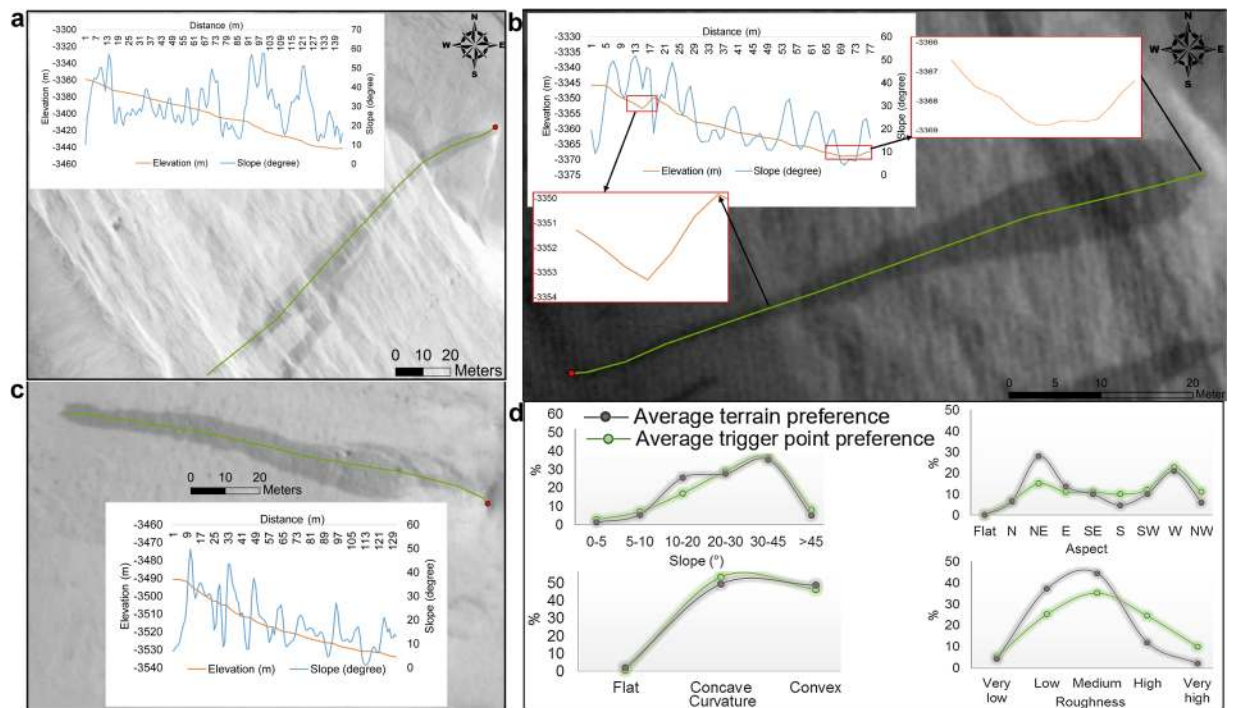 a
Distance (m)
-3300 70
1 7 13 19 25 31 37 43 49 55 61 67 73 79 85 91 97 103 109 115 121 127 133 139
-3320 60
-3340 50
-3360 40
-3380 30
-3400 20
-3420 10
-3440 0
-3460
Elevation (m)
Slope (degree)
Elevation (m) Slope (degree)
N
W E
S
0 10 20
Meters
b
Distance (m)
-3330 60
1 5 9 13 17 21 25 29 33 37 41 45 49 53 57 61 65 69 73 77
-3335 50
-3340
-3345 40
-3350 30
-3355
-3360 20
-3365 10
-3370
-3375 0
Elevation (m)
Slope (degree)
Elevation (m) Slope (degree)
-3366
-3367
-3368
-3369
-3350
-3351
-3352
-3353
-3354
N
W E
S
0 5 10 20
Meter
c
0 10 20
Meters
Distance (m)
-3460 60
1 9 17 25 33 41 49 57 65 73 81 89 97 105 113 121 129
-3470 50
-3480 40
-3490
-3500 30
-3510 20
-3520
-3530 10
-3540 0
Elevation (m)
Slope (degree)
Elevation (m) Slope (degree)
d
Average terrain preference
Average trigger point preference
60
50
40
30
20
10
0
%
0-5 5-10 10-20 20-30 30-45 >45
Slope (°)
50
40
30
20
10
0
%
Flat N NE E SE S SW W NW
Aspect
50
40
30
20
10
0
%
Flat Concave Convex
Curvature
50
40
30
20
10
0
%
Very low Low Medium High Very high
Roughness